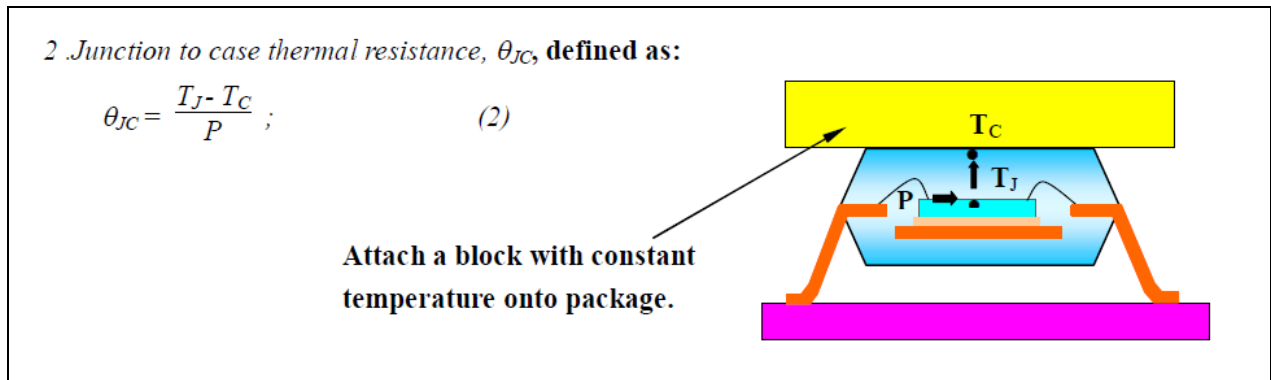 2 .Junction to case thermal resistance, θJC, defined as:
θJC = TJ - TC / P ; (2)
TC
TJ
P
Attach a block with constant
temperature onto package.